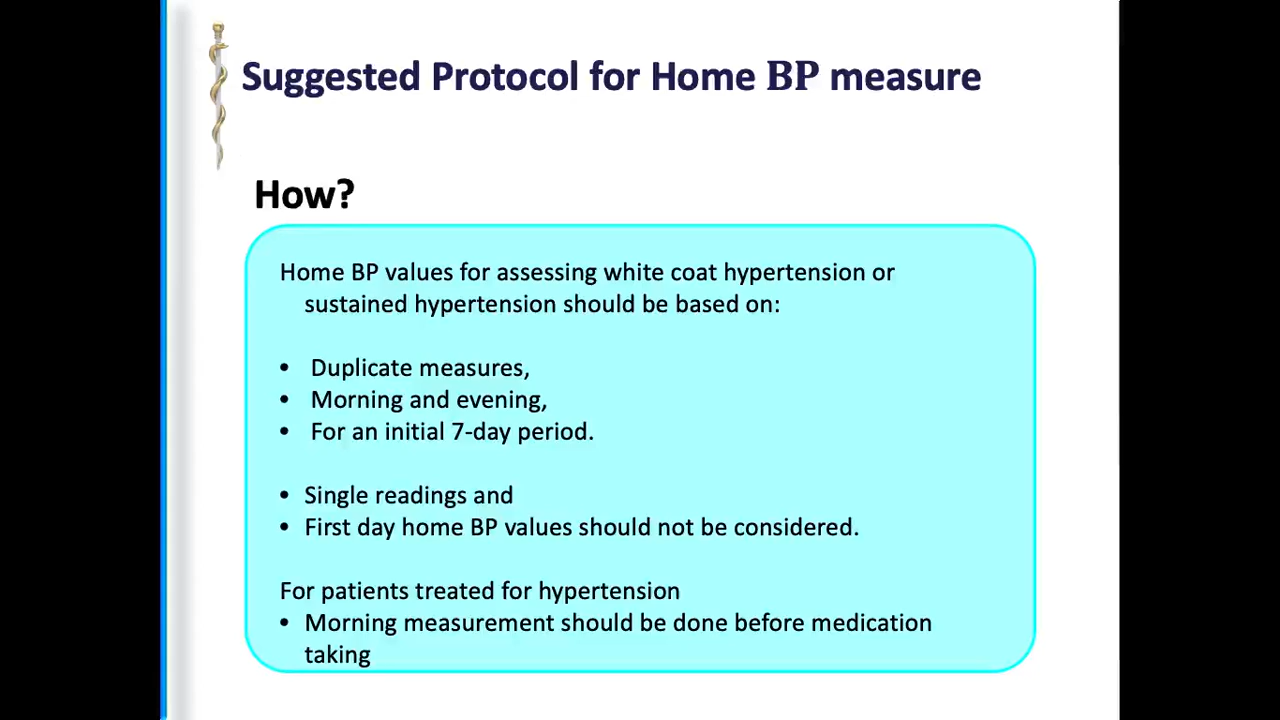 Suggested Protocol for Home BP measure
How?
Home BP values for assessing white coat hypertension or
sustained hypertension should be based on:
• Duplicate measures,
• Morning and evening,
• For an initial 7-day period.
• Single readings and
• First day home BP values should not be considered.
For patients treated for hypertension
• Morning measurement should be done before medication
taking